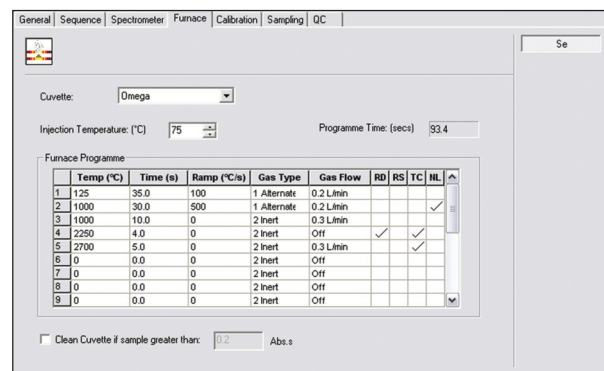 General Sequence Spectrometer Furnace Calibration Sampling QC
Se
Cuvette: Omega
Injection Temperature: (°C) 75 Programme Time: (secs) 93.4
Furnace Programme
Temp (°C) Time (s) Ramp (°C/s) Gas Type Gas Flow RD RS TC NL
1 125 35.0 100 1 Alternate 0.2 L/min
2 1000 30.0 500 1 Alternate 0.2 L/min
3 1000 10.0 0 2 Inert 0.3 L/min
4 2250 4.0 0 2 Inert Off
5 2700 5.0 0 2 Inert 0.3 L/min
6 0 0.0 0 2 Inert Off
7 0 0.0 0 2 Inert Off
8 0 0.0 0 2 Inert Off
9 0 0.0 0 2 Inert Off
Clean Cuvette if sample greater than: 0.2 Abs.s